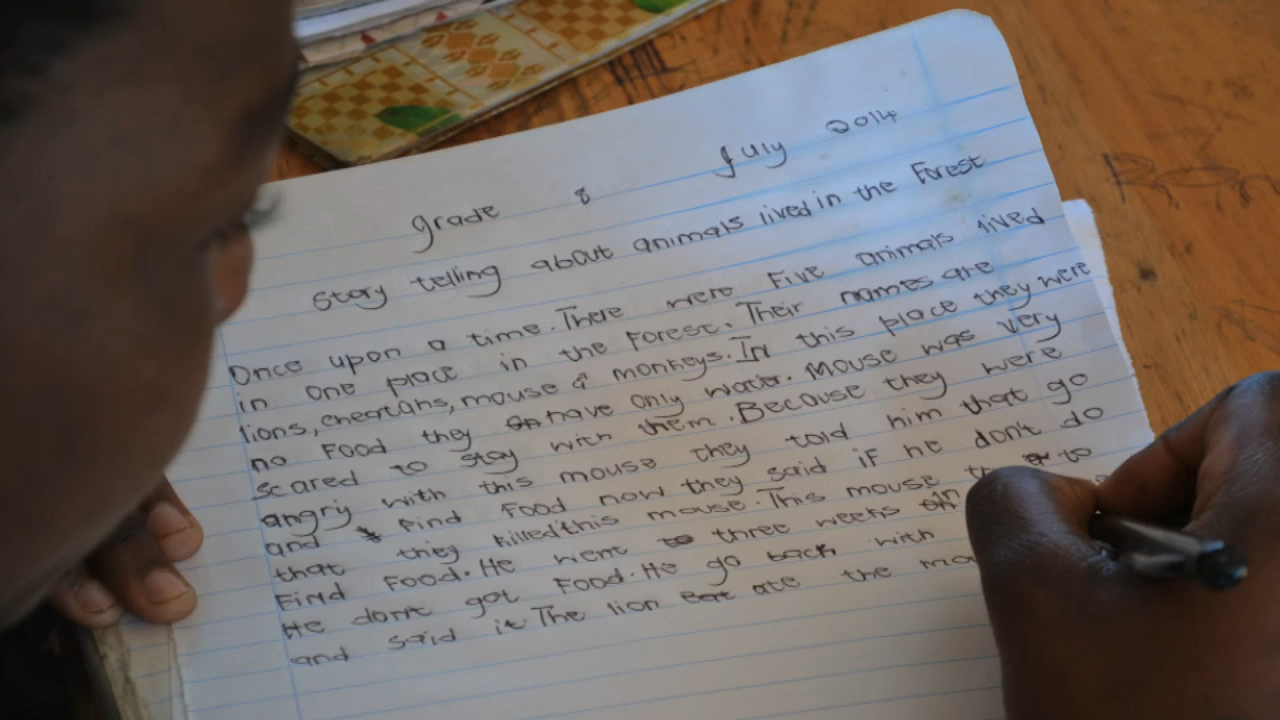 grade 8 July 2014
Story telling about animals lived in the Forest
Once upon a time. There were Five animals lived
in one place in the Forest. Their names are
lions, cheetahs, mouse & monkeys. In this place they were
no Food they have only water. Mouse was very
scared to stay with them. Because they were
angry with this mouse they told him that go
and Find Food now they said if he don't do
that they killed this mouse. This mouse to
Find Food. He went three weeks
He don't got Food. He go back with
and said it. The lion ate the